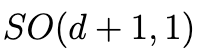 SO(d + 1, 1)